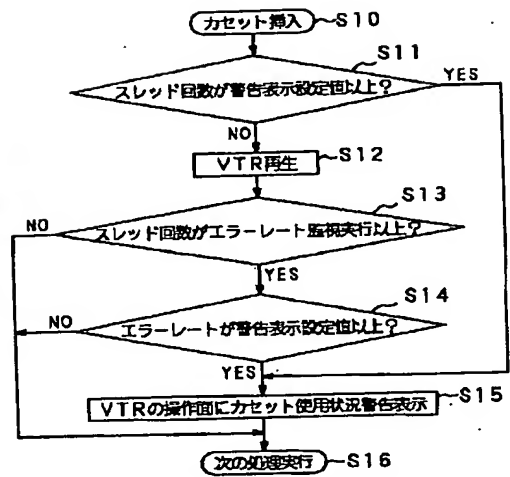 カセット挿入 S10
S11
スレッド回数が警告表示設定値以上?
YES
NO
VTR再生 S12
S13
スレッド回数がエラーレート監視実行以上?
NO
YES
S14
エラーレートが警告表示設定値以上?
NO
YES
VTRの操作面にカセット使用状況警告表示 S15
次の処理実行 S16